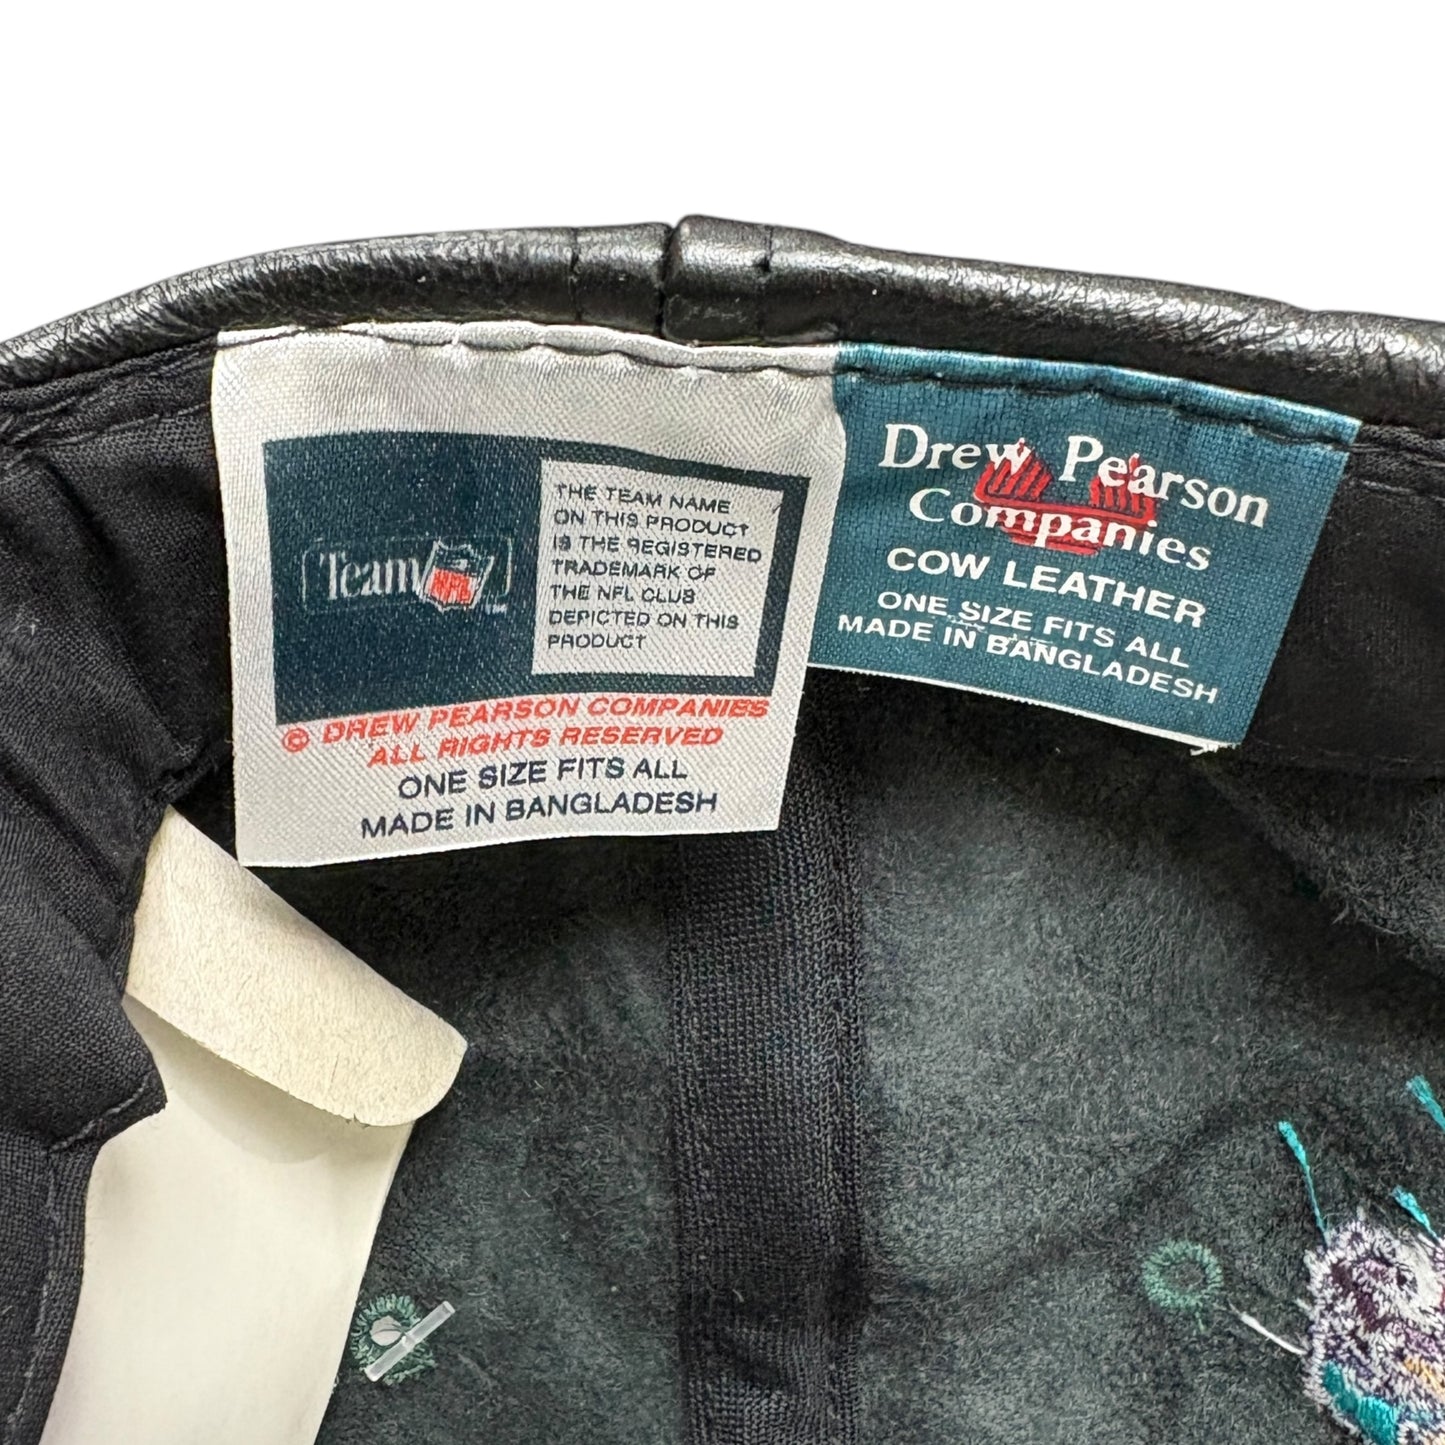 Team NFL TM
THE TEAM NAME
ON THIS PRODUCT
IS THE REGISTERED
TRADEMARK OF
THE NFL CLUB
DEPICTED ON THIS
PRODUCT
© DREW PEARSON COMPANIES
ALL RIGHTS RESERVED
ONE SIZE FITS ALL
MADE IN BANGLADESH
Drew Pearson
Companies
COW LEATHER
ONE SIZE FITS ALL
MADE IN BANGLADESH